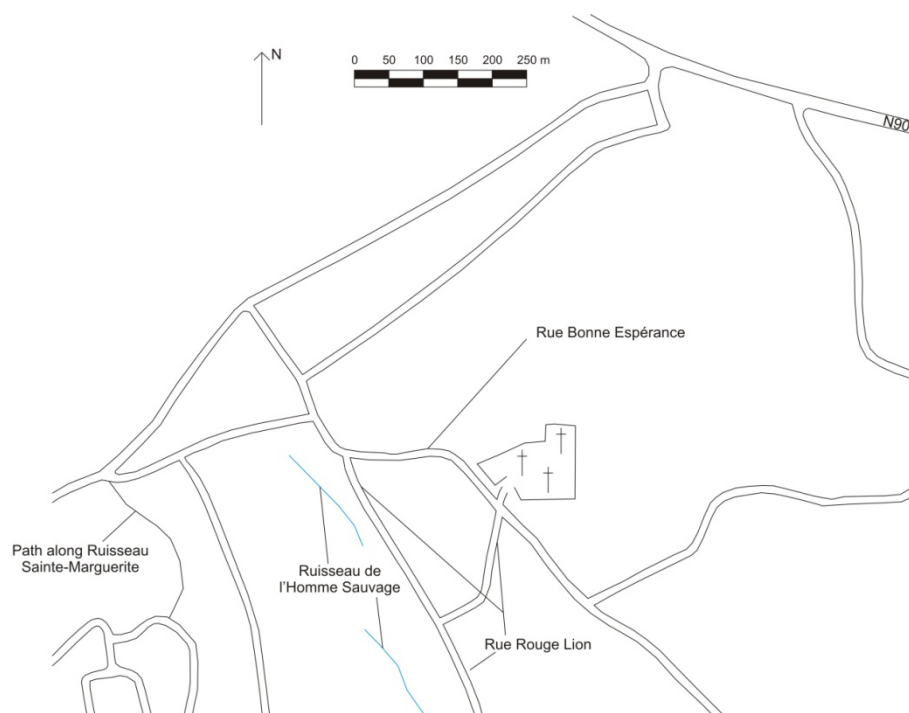 N
0 50 100 150 200 250 m
N90
Rue Bonne Espérance
Path along Ruisseau
Sainte-Marguerite
Ruisseau de
l'Homme Sauvage
Rue Rouge Lion